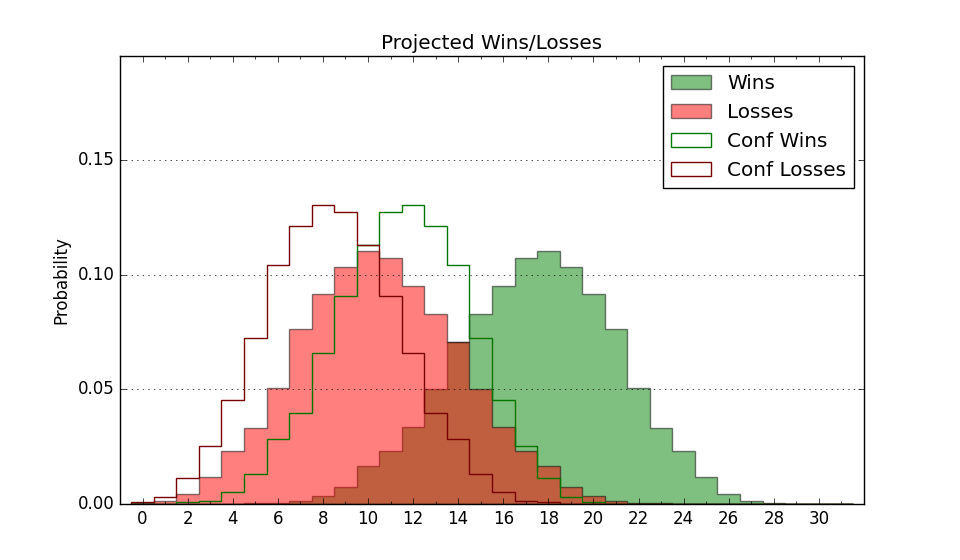 Projected Wins/Losses
Wins
Losses
Conf Wins
Conf Losses
Probability
0.15
0.10
0.05
0.00
0 2 4 6 8 10 12 14 16 18 20 22 24 26 28 30